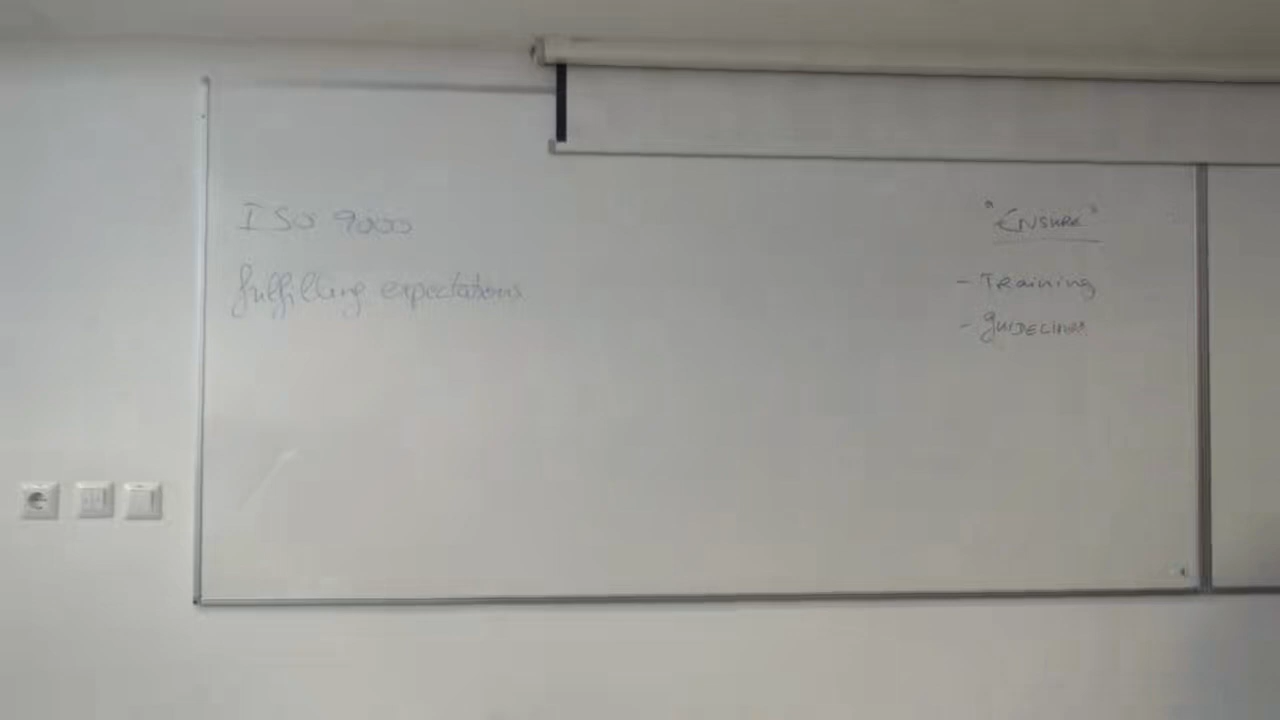 ISO 9000
fulfilling expectations
"ENSURE"
- Training
- GUIDELINES